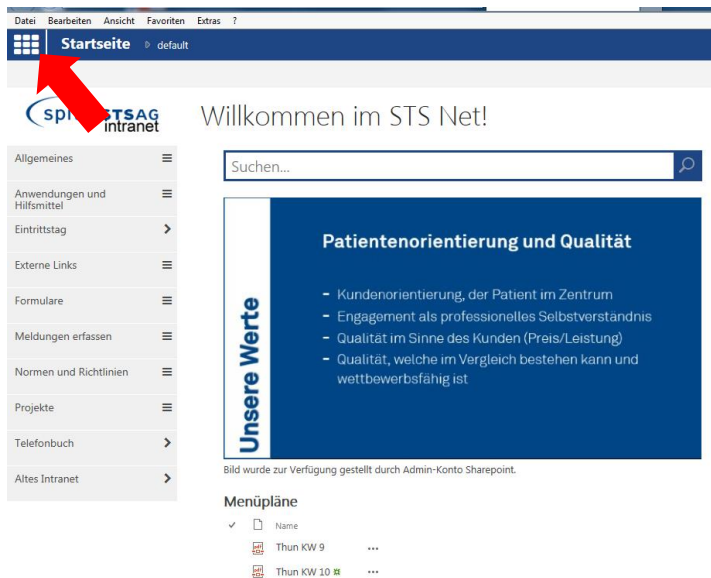 Datei Bearbeiten Ansicht Favoriten Extras ?
Startseite default
STSAG
intranet
Willkommen im STS Net!
Suchen...
Allgemeines
Anwendungen und
Hilfsmittel
Eintrittstag
Externe Links
Formulare
Meldungen erfassen
Normen und Richtlinien
Projekte
Telefonbuch
Altes Intranet
Unsere Werte
Patientenorientierung und Qualität
- Kundenorientierung, der Patient im Zentrum
- Engagement als professionelles Selbstverständnis
- Qualität im Sinne des Kunden (Preis/Leistung)
- Qualität, welche im Vergleich bestehen kann und
wettbewerbsfähig ist
Bild wurde zur Verfügung gestellt durch Admin-Konto Sharepoint.
Menüpläne
Name
Thun KW 9 ...
Thun KW 10 ...